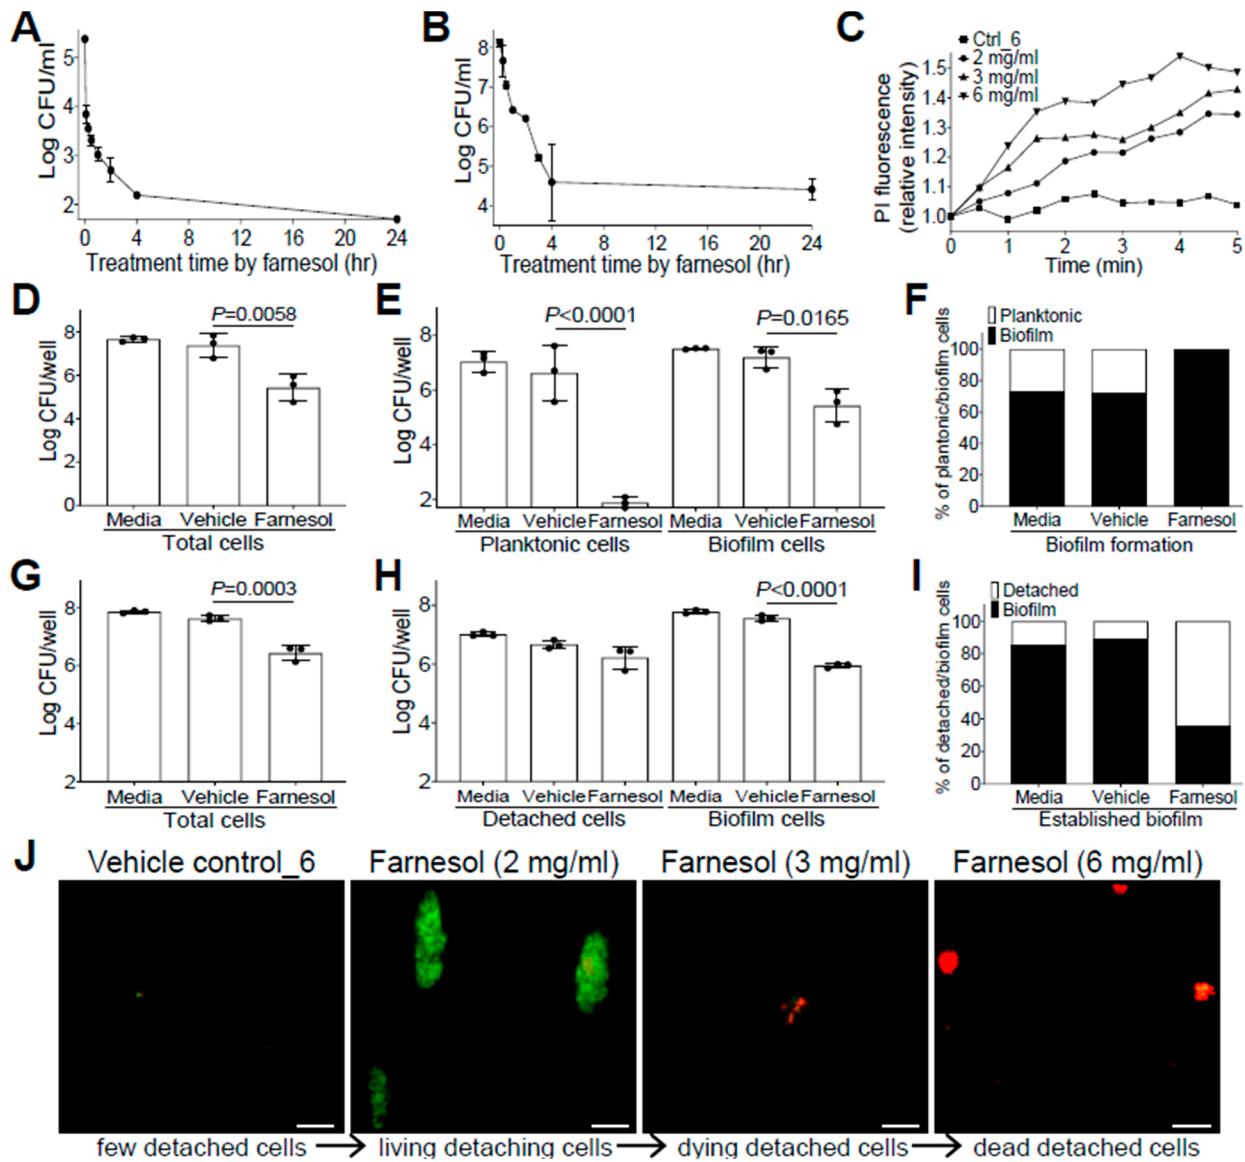 A
Log CFU/ml
5
4
3
2
0 4 8 12 16 20 24
Treatment time by farnesol (hr)
B
Log CFU/ml
8
7
6
5
4
0 4 8 12 16 20 24
Treatment time by farnesol (hr)
C
Ctrl_6
2 mg/ml
3 mg/ml
6 mg/ml
PI fluorescence
(relative intensity)
1.5
1.4
1.3
1.2
1.1
1.0
0 1 2 3 4 5
Time (min)
D
Log CFU/well
8
6
4
2
0
P=0.0058
Media Vehicle Farnesol
Total cells
E
Log CFU/well
8
6
4
2
P<0.0001
P=0.0165
Media Vehicle Farnesol Media Vehicle Farnesol
Planktonic cells Biofilm cells
F
Planktonic
Biofilm
% of plantonic/biofilm cells
100
80
60
40
20
0
Media Vehicle Farnesol
Biofilm formation
G
Log CFU/well
8
6
4
2
P=0.0003
Media Vehicle Farnesol
Total cells
H
Log CFU/well
8
6
4
2
P<0.0001
Media Vehicle Farnesol Media Vehicle Farnesol
Detached cells Biofilm cells
I
Detached
Biofilm
% of detached/biofilm cells
100
80
60
40
20
0
Media Vehicle Farnesol
Established biofilm
J
Vehicle control_6 Farnesol (2 mg/ml) Farnesol (3 mg/ml) Farnesol (6 mg/ml)
few detached cells → living detaching cells → dying detached cells → dead detached cells